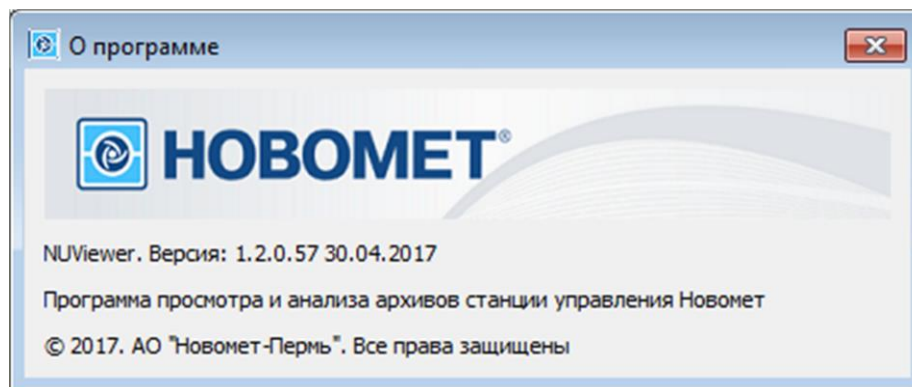 О программе
НОВОМЕТ®
NUViewer. Версия: 1.2.0.57 30.04.2017
Программа просмотра и анализа архивов станции управления Новомет
© 2017. АО "Новомет-Пермь". Все права защищены